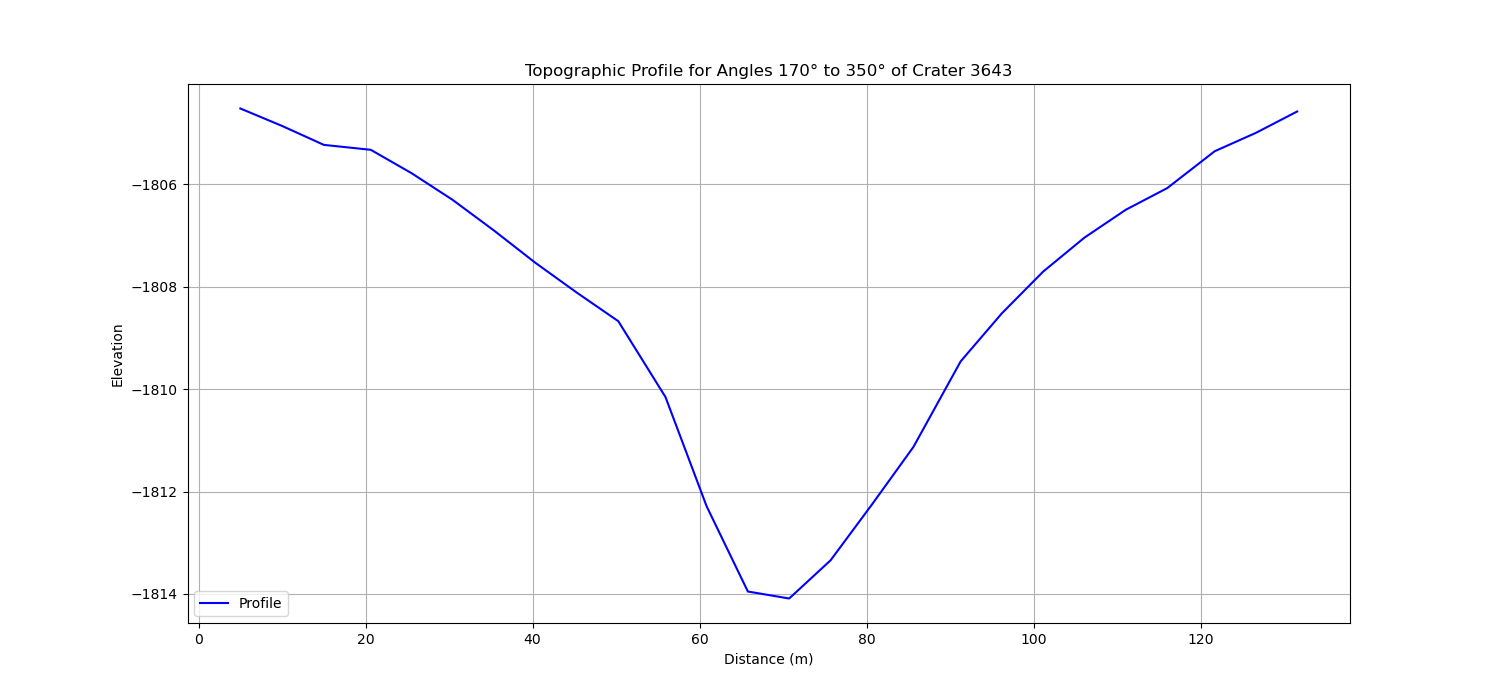 Topographic Profile for Angles 170° to 350° of Crater 3643
Elevation
−1806
−1808
−1810
−1812
−1814
Profile
0 20 40 60 80 100 120
Distance (m)